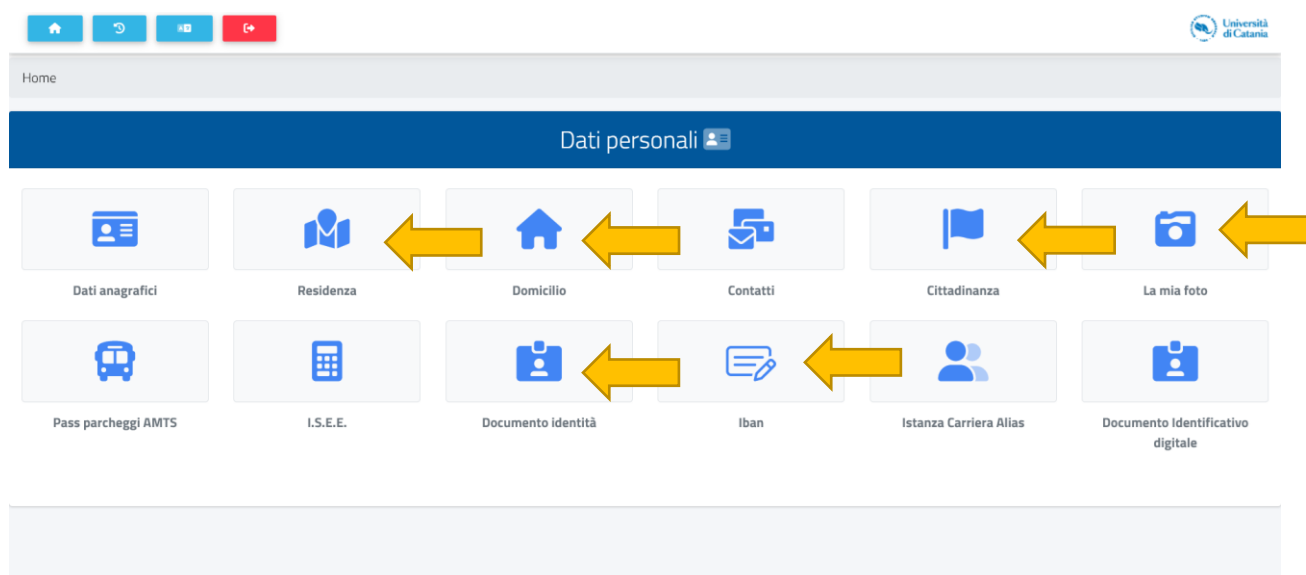 Università
di Catania
Home
Dati personali
Dati anagrafici
Residenza
Domicilio
Contatti
Cittadinanza
La mia foto
Pass parcheggi AMTS
I.S.E.E.
Documento identità
Iban
Istanza Carriera Alias
Documento Identificativo
digitale